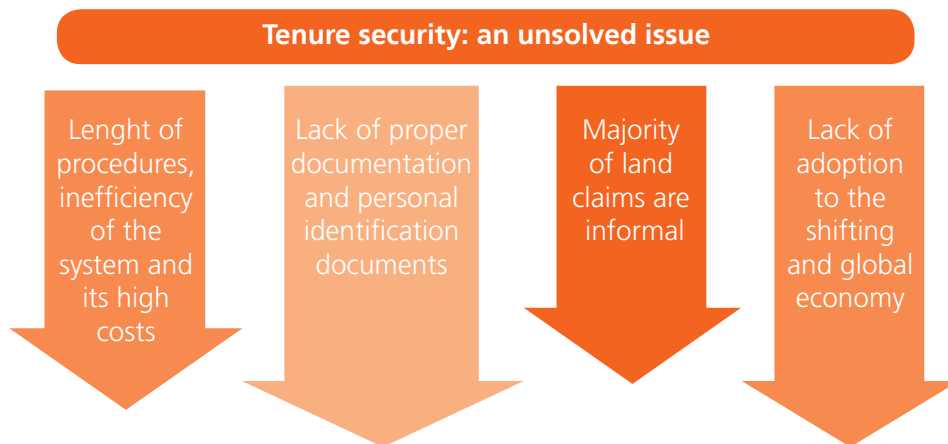 Tenure security: an unsolved issue
Lenght of
procedures,
inefficiency
of the
system and
its high
costs
Lack of proper
documentation
and personal
identification
documents
Majority
of land
claims are
informal
Lack of
adoption
to the
shifting
and global
economy